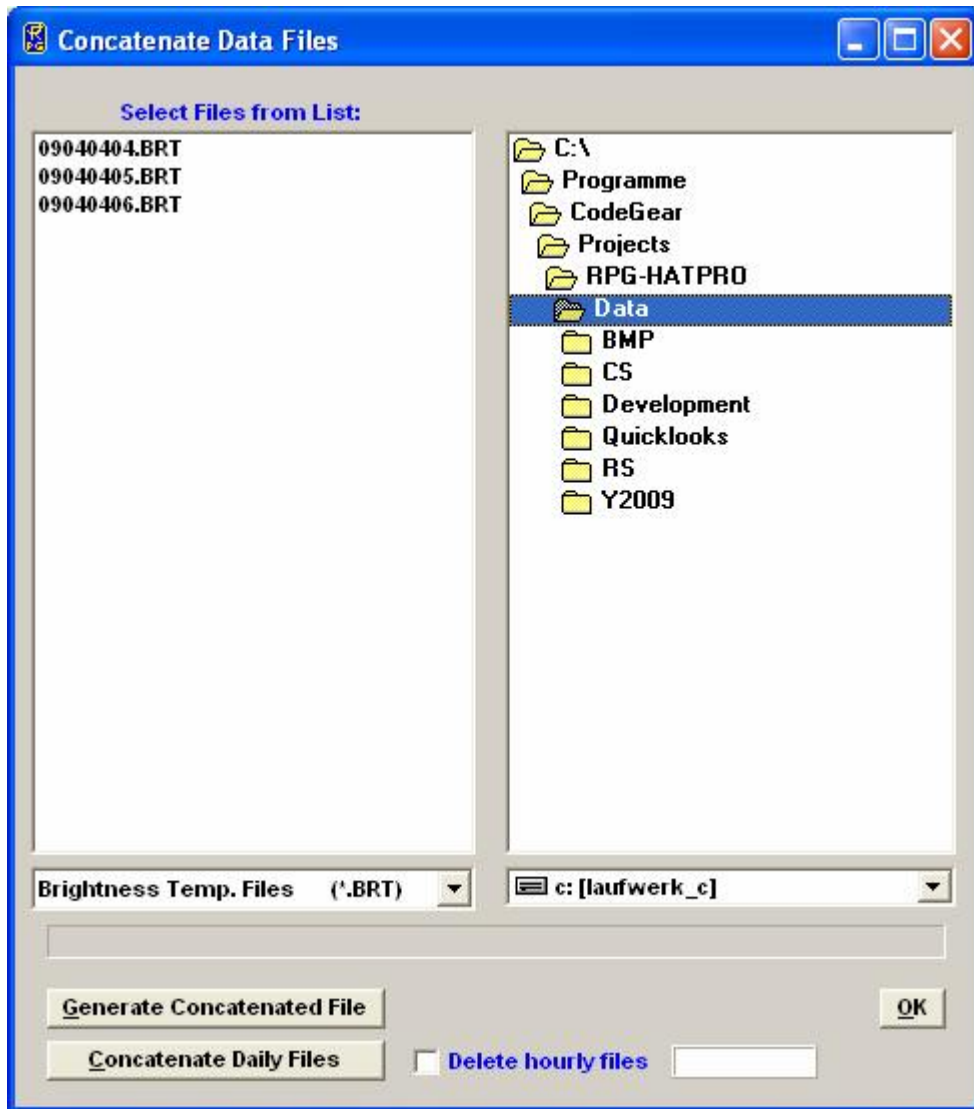 Concatenate Data Files
Select Files from List:
09040404.BRT
09040405.BRT
09040406.BRT
C:\
Programme
CodeGear
Projects
RPG-HATPRO
Data
BMP
CS
Development
Quicklooks
RS
Y2009
Brightness Temp. Files (*.BRT)
c: [laufwerk_c]
Generate Concatenated File
OK
Concatenate Daily Files
Delete hourly files